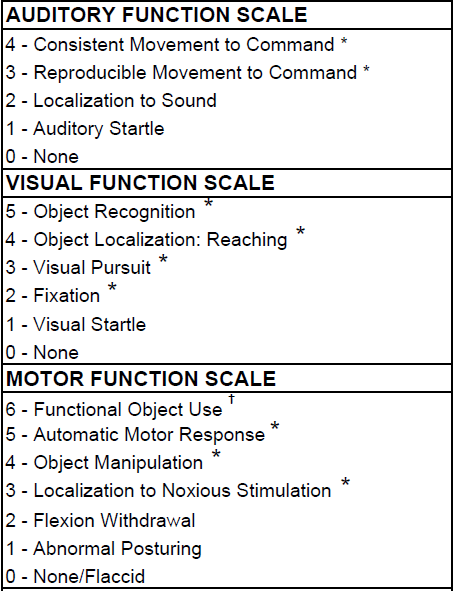 AUDITORY FUNCTION SCALE
4 - Consistent Movement to Command *
3 - Reproducible Movement to Command *
2 - Localization to Sound
1 - Auditory Startle
0 - None
VISUAL FUNCTION SCALE
5 - Object Recognition *
4 - Object Localization: Reaching *
3 - Visual Pursuit *
2 - Fixation *
1 - Visual Startle
0 - None
MOTOR FUNCTION SCALE
6 - Functional Object Use †
5 - Automatic Motor Response *
4 - Object Manipulation *
3 - Localization to Noxious Stimulation *
2 - Flexion Withdrawal
1 - Abnormal Posturing
0 - None/Flaccid